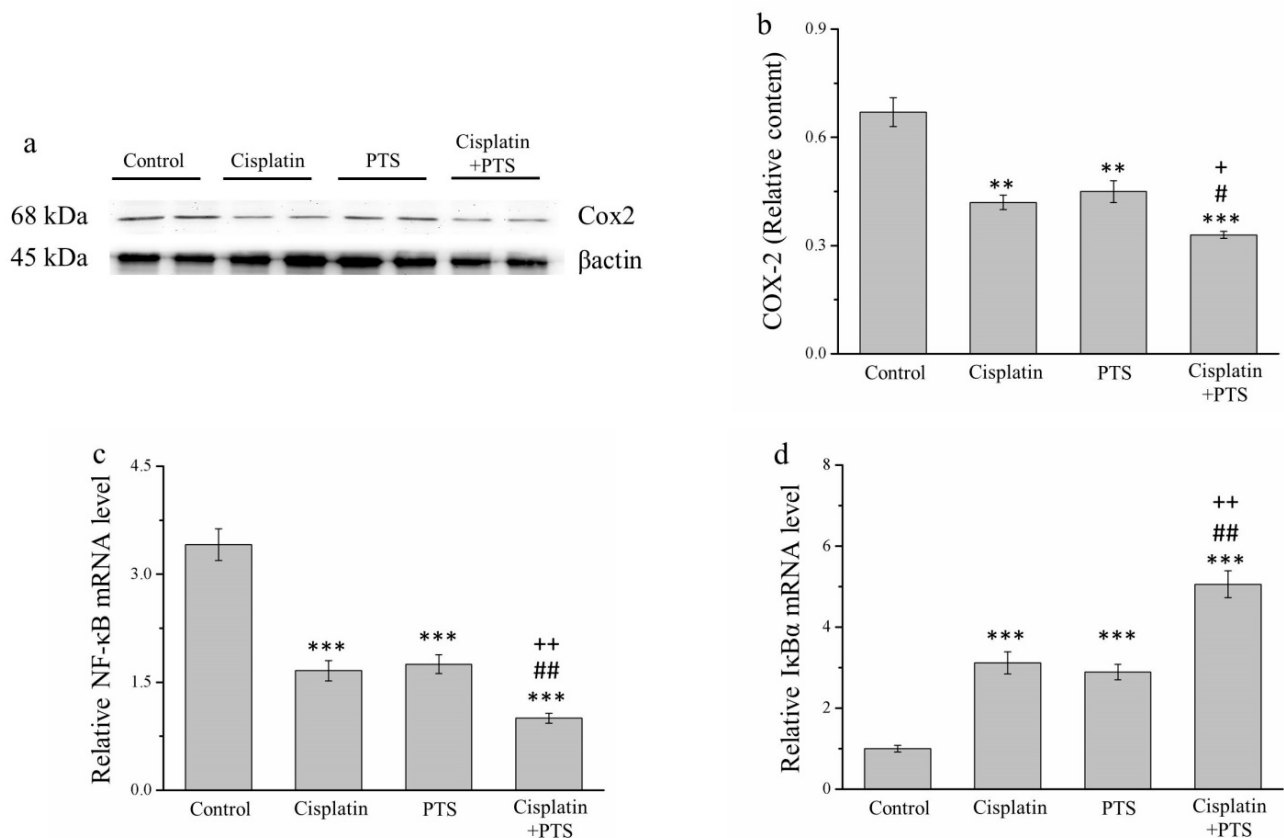 a
Control
Cisplatin
PTS
Cisplatin
+PTS
68 kDa
Cox2
45 kDa
βactin
b
COX-2 (Relative content)
0.9
0.6
0.3
0.0
**
**
+
#
***
Control
Cisplatin
PTS
Cisplatin
+PTS
c
Relative NF-κB mRNA level
4.5
3.0
1.5
0.0
***
***
++
##
***
Control
Cisplatin
PTS
Cisplatin
+PTS
d
Relative IκBα mRNA level
8
6
4
2
0
***
***
++
##
***
Control
Cisplatin
PTS
Cisplatin
+PTS